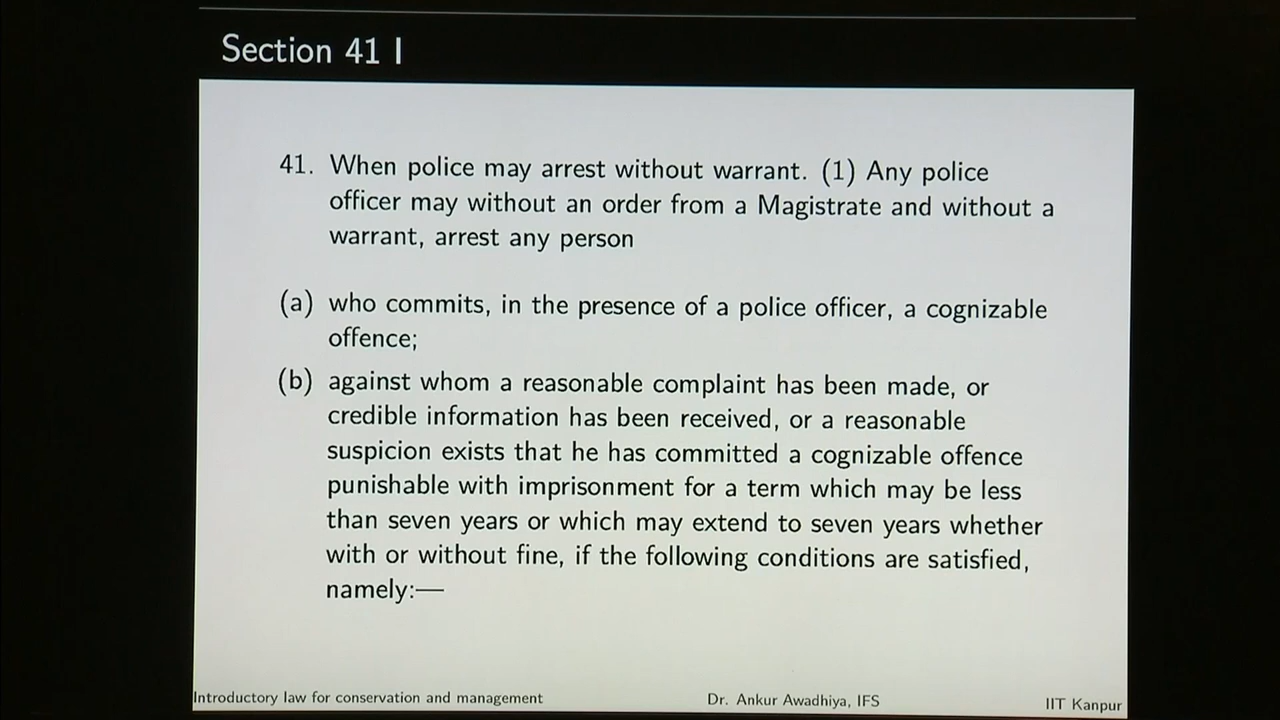 Section 41 I
41. When police may arrest without warrant. (1) Any police
officer may without an order from a Magistrate and without a
warrant, arrest any person
(a) who commits, in the presence of a police officer, a cognizable
offence;
(b) against whom a reasonable complaint has been made, or
credible information has been received, or a reasonable
suspicion exists that he has committed a cognizable offence
punishable with imprisonment for a term which may be less
than seven years or which may extend to seven years whether
with or without fine, if the following conditions are satisfied,
namely:—
Introductory law for conservation and management Dr. Ankur Awadhiya, IFS IIT Kanpur